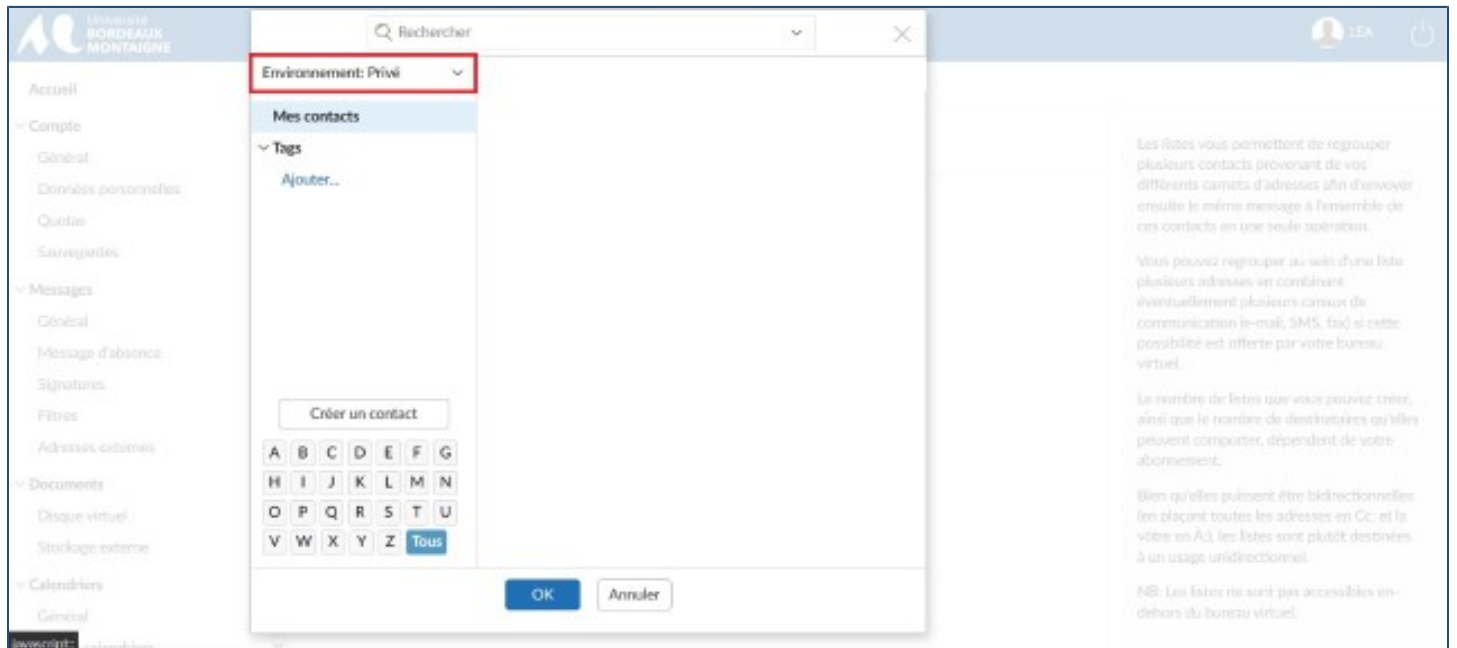 Université
BORDEAUX
MONTAIGNE
LEA
Accueil
Compte
Général
Données personnelles
Quotas
Sauvegardes
Messages
Général
Message d'absence
Signatures
Filtres
Adresses externes
Documents
Disque virtuel
Stockage externe
Calendriers
Général
calendriers
javascript:
Rechercher
Environnement: Privé
Mes contacts
Tags
Ajouter...
Créer un contact
A B C D E F G
H I J K L M N
O P Q R S T U
V W X Y Z Tous
OK
Annuler
Les listes vous permettent de regrouper
plusieurs contacts provenant de vos
différents carnets d'adresses afin d'envoyer
ensuite le même message à l'ensemble de
ces contacts en une seule opération.
Vous pouvez regrouper au sein d'une liste
plusieurs adresses en combinant
éventuellement plusieurs canaux de
communication (e-mail, SMS, fax) si cette
possibilité est offerte par votre bureau
virtuel.
Le nombre de listes que vous pouvez créer,
ainsi que le nombre de destinataires qu'elles
peuvent comporter, dépendent de votre
abonnement.
Bien qu'elles puissent être bidirectionnelles
(en plaçant toutes les adresses en Cc: et la
vôtre en À:), les listes sont plutôt destinées
à un usage unidirectionnel.
NB: Les listes ne sont pas accessibles en-
dehors du bureau virtuel.